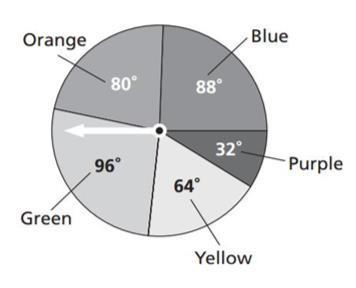 Orange
Blue
80°
88°
32°
Purple
96°
64°
Green
Yellow